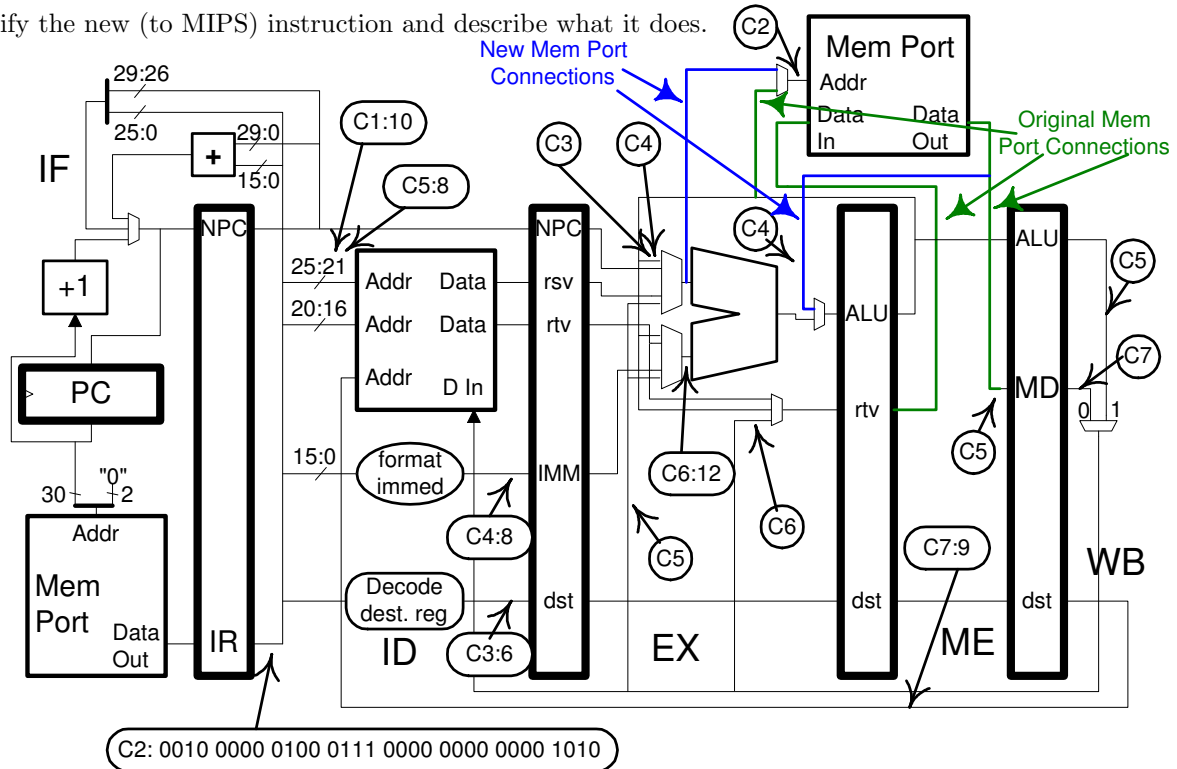 ify the new (to MIPS) instruction and describe what it does.
New Mem Port
Connections
C2
Mem Port
Addr
Data
In
Data
Out
Original Mem
Port Connections
29:26
25:0
29:0
15:0
+
IF
C1:10
C5:8
C3
C4
C4
NPC
25:21
20:16
Addr
Data
Addr
Data
Addr
D In
NPC
rsv
rtv
ALU
ALU
C5
+1
PC
C7
MD
0
1
rtv
C5
15:0
format
immed
IMM
C6:12
C4:8
C6
C5
30
"0"
2
Addr
Mem
Port
Data
Out
IR
Decode
dest. reg
dst
ID
C3:6
EX
dst
C7:9
ME
dst
WB
C2: 0010 0000 0100 0111 0000 0000 0000 1010